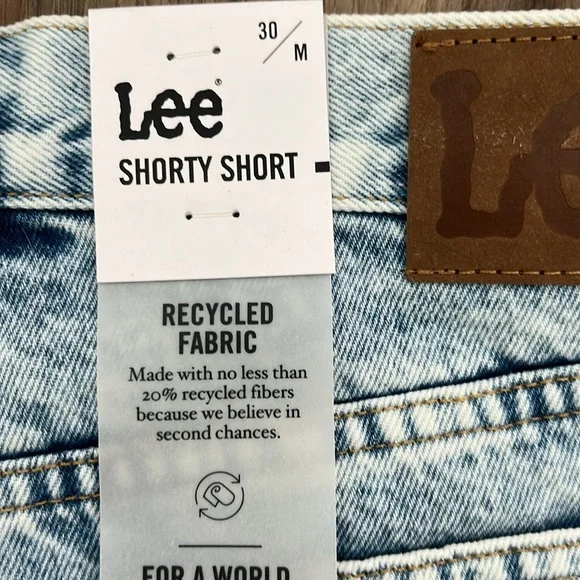 30 / M
Lee®
SHORTY SHORT
Lee
RECYCLED
FABRIC
Made with no less than
20% recycled fibers
because we believe in
second chances.
FOR A WORLD